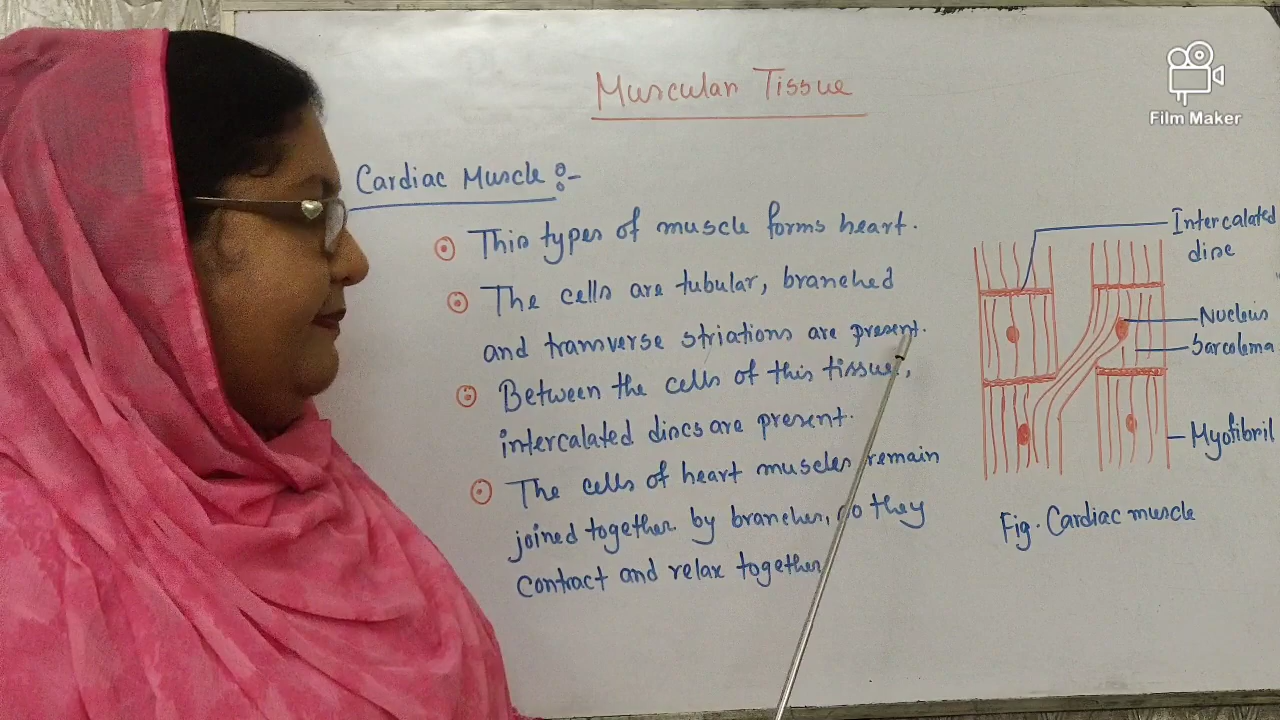 Muscular Tissue
Film Maker
Cardiac Muscle :-
This types of muscle forms heart.
The cells are tubular, branched
and transverse striations are present.
Between the cells of this tissue,
intercalated discs are present.
The cells of heart muscles remain
joined together by branches, so they
contract and relax together
Intercalated
disc
Nucleus
Sarcolema
Myofibril
Fig. Cardiac muscle